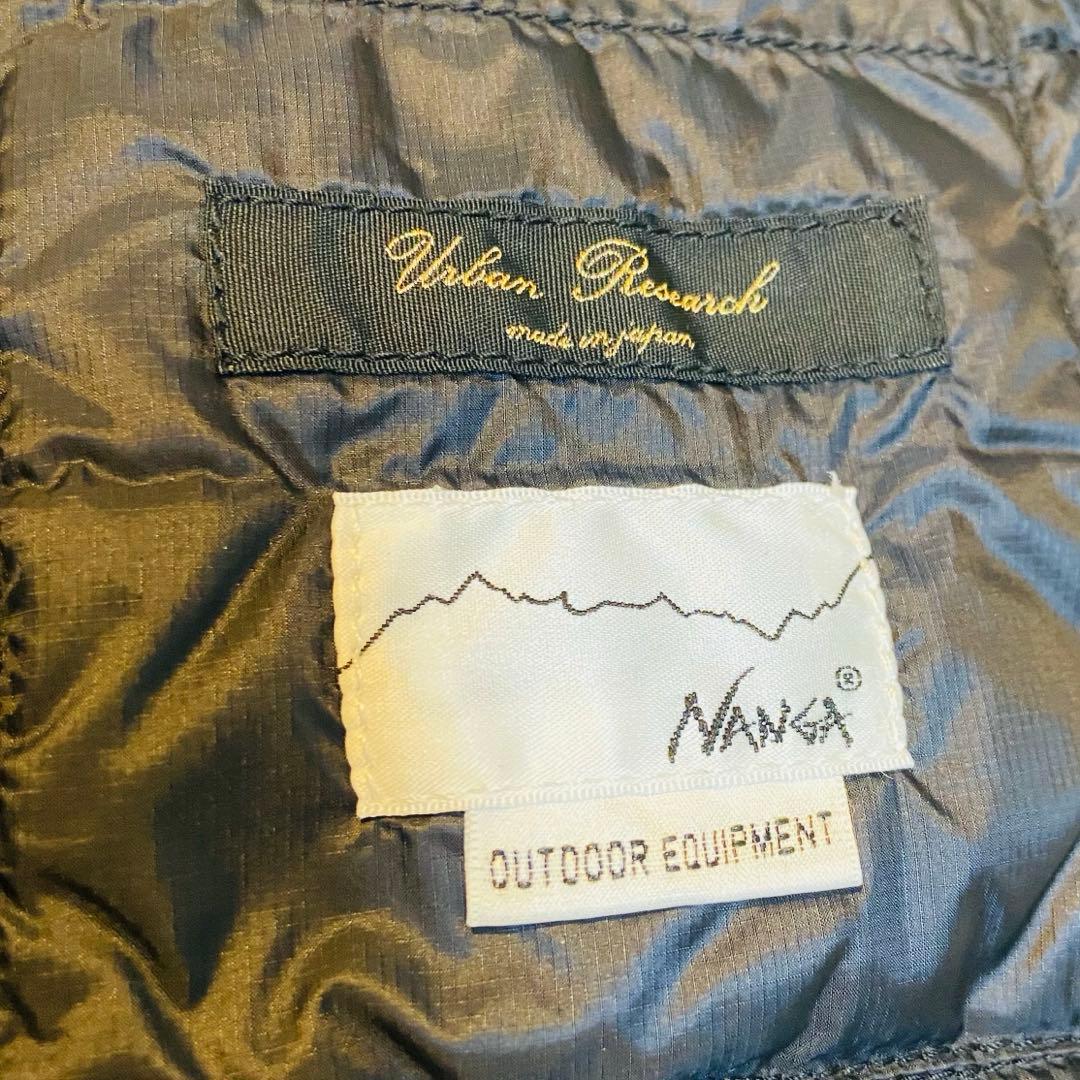 Urban Research
made in japan
NANGA®
OUTDOOR EQUIPMENT